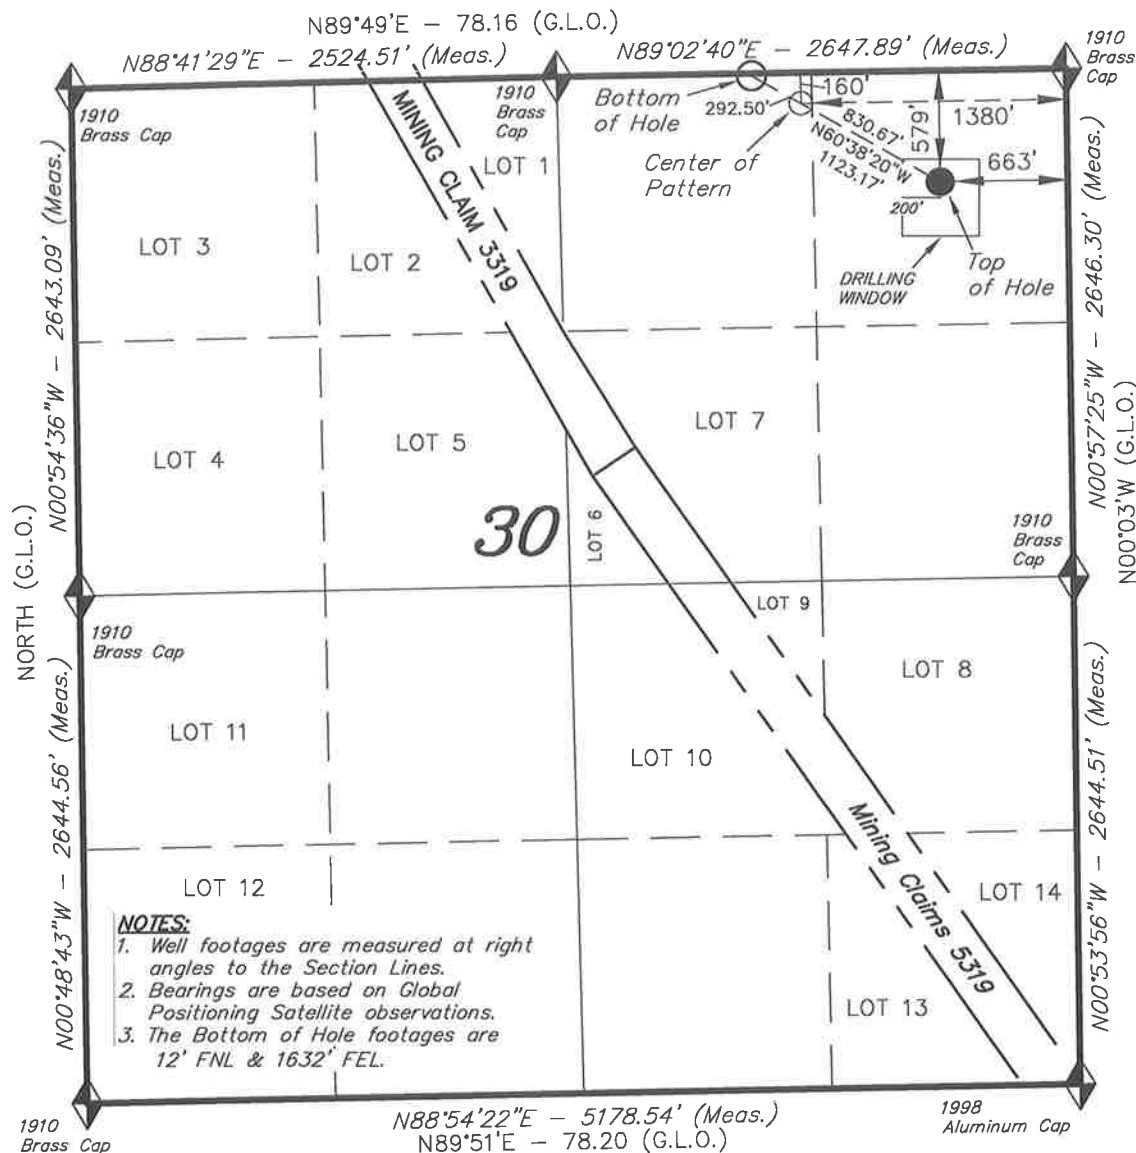 N89°49'E - 78.16 (G.L.O.)
N88°41'29"E - 2524.51' (Meas.)
N89°02'40"E - 2647.89' (Meas.)
1910
Brass
Cap
1910
Brass Cap
1910
Brass
Cap
Bottom
of Hole
292.50'
160'
830.67'
N60°38'20"W
1123.17'
579'
1380'
663'
200'
Center of
Pattern
DRILLING
WINDOW
Top
of Hole
MINING CLAIM 3319
LOT 1
LOT 3
LOT 2
N00°54'36"W - 2643.09' (Meas.)
N00°57'25"W - 2646.30' (Meas.)
N00°03'W (G.L.O.)
NORTH (G.L.O.)
LOT 4
LOT 5
LOT 7
30
LOT 6
1910
Brass
Cap
1910
Brass Cap
LOT 9
LOT 8
LOT 11
LOT 10
N00°48'43"W - 2644.56' (Meas.)
N00°53'56"W - 2644.51' (Meas.)
Mining Claims 5319
LOT 12
LOT 14
LOT 13
NOTES:
1. Well footages are measured at right
angles to the Section Lines.
2. Bearings are based on Global
Positioning Satellite observations.
3. The Bottom of Hole footages are
12' FNL & 1632' FEL.
1910
Brass Cap
N88°54'22"E - 5178.54' (Meas.)
N89°51'E - 78.20 (G.L.O.)
1998
Aluminum Cap